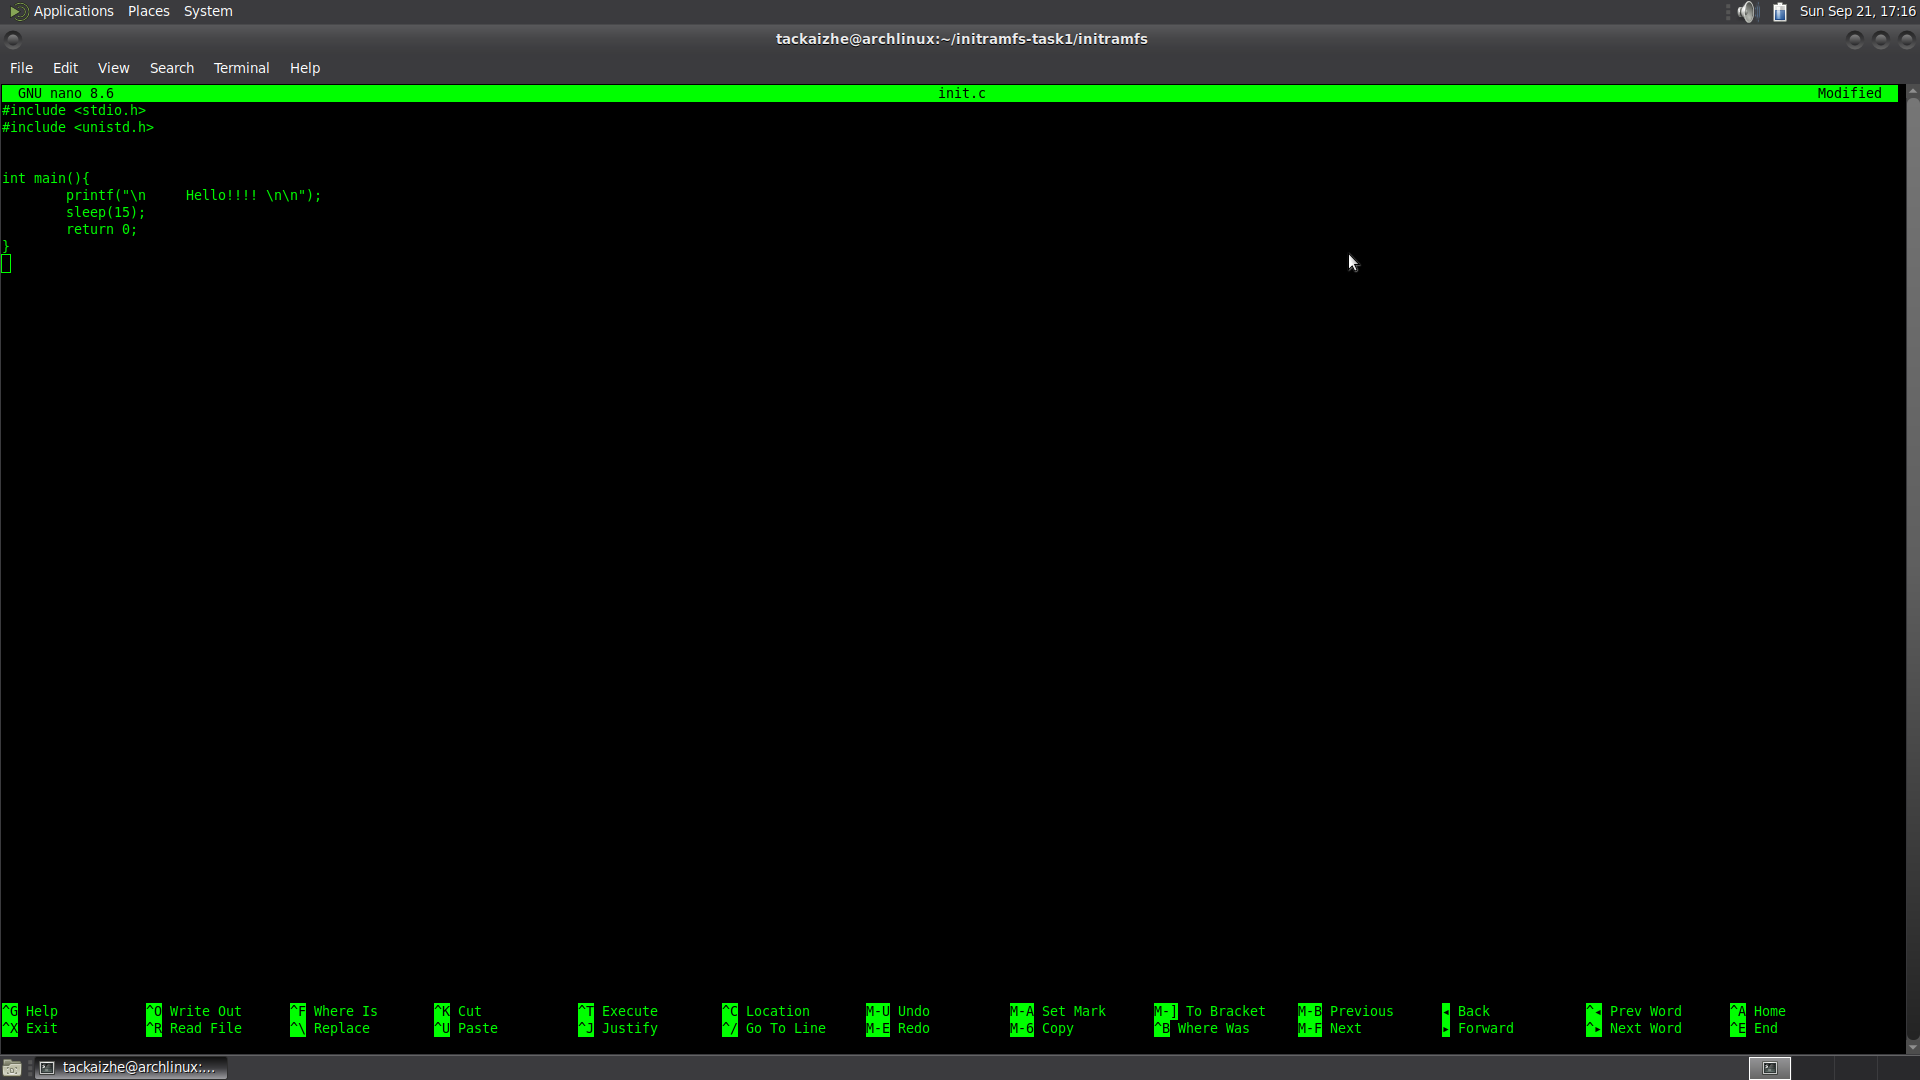 Applications Places System Sun Sep 21, 17:16
tackaizhe@archlinux:~/initramfs-task1/initramfs
File Edit View Search Terminal Help
GNU nano 8.6 init.c Modified
#include <stdio.h>
#include <unistd.h>
int main(){
        printf("\n     Hello!!!! \n\n");
        sleep(15);
        return 0;
}
^G Help ^O Write Out ^F Where Is ^K Cut ^T Execute ^C Location M-U Undo M-A Set Mark M-] To Bracket M-B Previous ◂ Back ^◂ Prev Word ^A Home
^X Exit ^R Read File ^\ Replace ^U Paste ^J Justify ^/ Go To Line M-E Redo M-6 Copy ^B Where Was M-F Next ▸ Forward ^▸ Next Word ^E End
tackaizhe@archlinux:...